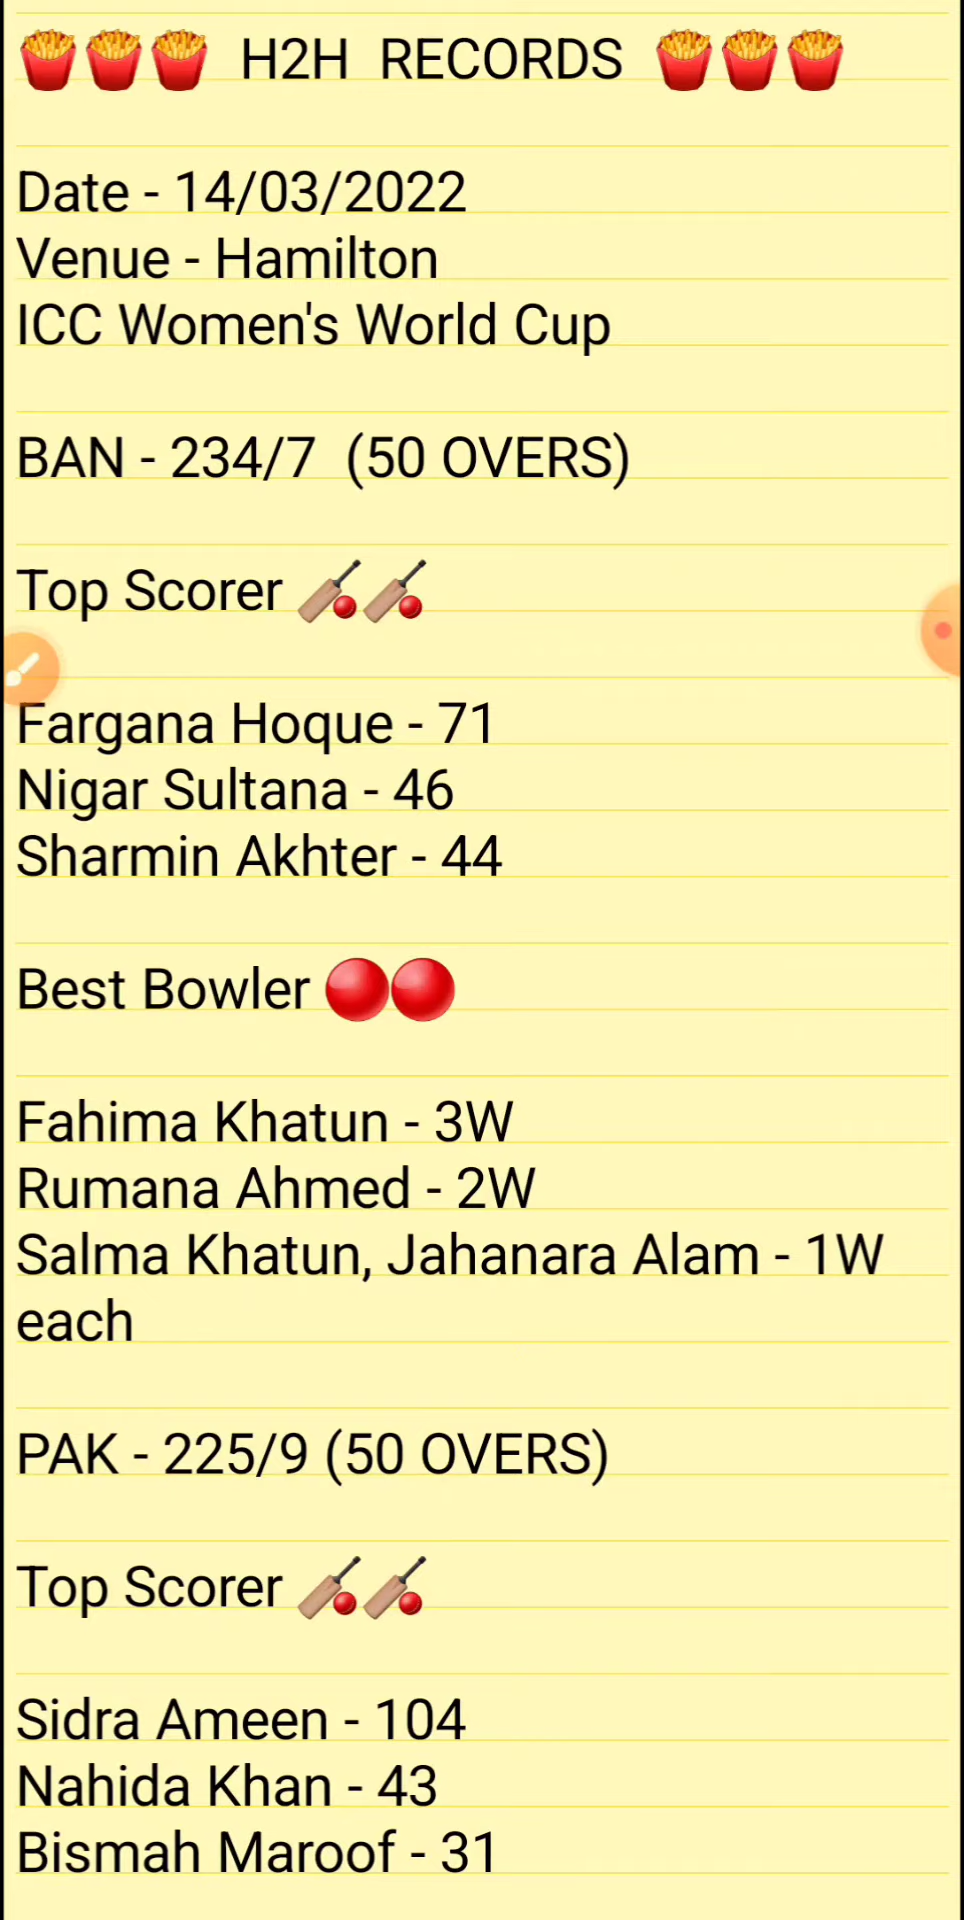 🍟🍟🍟 H2H RECORDS 🍟🍟🍟
Date - 14/03/2022
Venue - Hamilton
ICC Women's World Cup
BAN - 234/7 (50 OVERS)
Top Scorer 🏏🏏
Fargana Hoque - 71
Nigar Sultana - 46
Sharmin Akhter - 44
Best Bowler 🔴🔴
Fahima Khatun - 3W
Rumana Ahmed - 2W
Salma Khatun, Jahanara Alam - 1W
each
PAK - 225/9 (50 OVERS)
Top Scorer 🏏🏏
Sidra Ameen - 104
Nahida Khan - 43
Bismah Maroof - 31